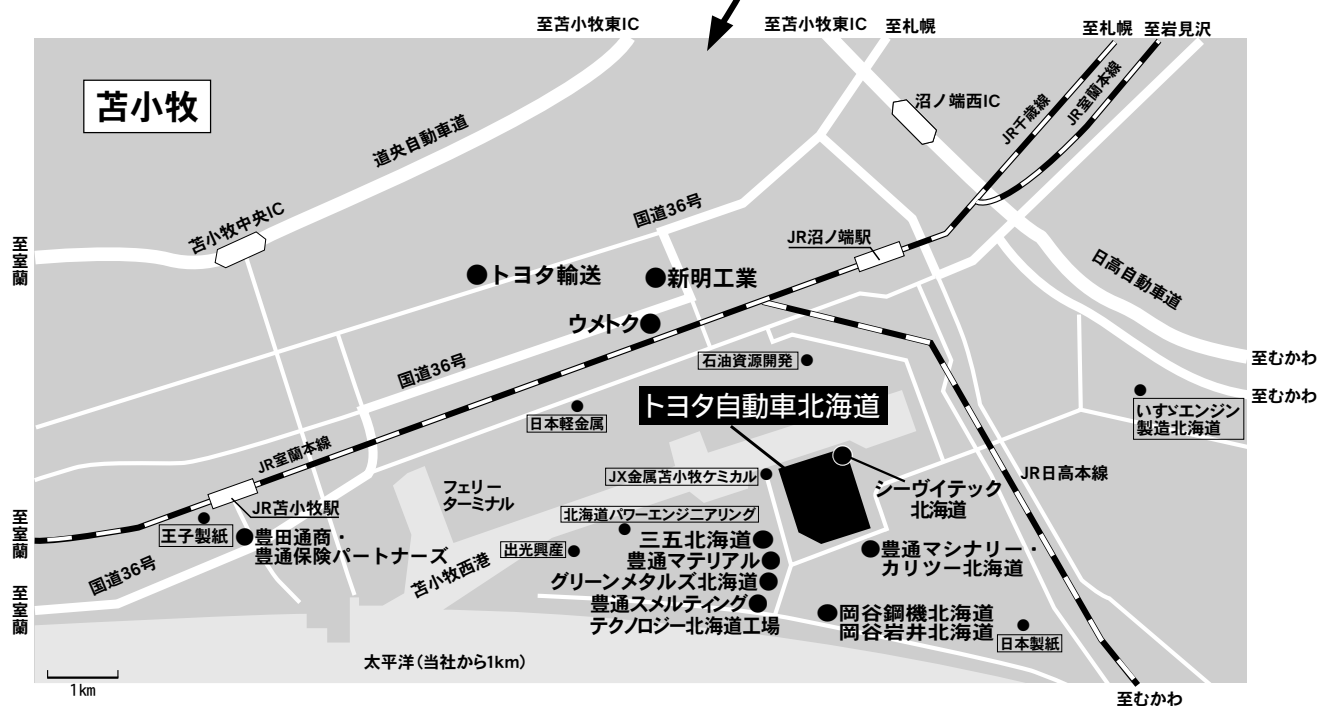 至苫小牧東IC
至苫小牧東IC
至札幌
至札幌
至岩見沢
苫小牧
沼ノ端西IC
JR千歳線
JR室蘭本線
道央自動車道
苫小牧中央IC
国道36号
JR沼ノ端駅
至室蘭
トヨタ輸送
新明工業
日高自動車道
ウメトク
国道36号
石油資源開発
至むかわ
至むかわ
トヨタ自動車北海道
いすゞエンジン
製造北海道
日本軽金属
JR室蘭本線
JX金属苫小牧ケミカル
JR日高本線
シーヴイテック
北海道
フェリー
ターミナル
JR苫小牧駅
北海道パワーエンジニアリング
至室蘭
王子製紙
豊田通商・
豊通保険パートナーズ
出光興産
三五北海道
豊通マテリアル
グリーンメタルズ北海道
豊通スメルティング
テクノロジー北海道工場
豊通マシナリー・
カリツー北海道
苫小牧西港
国道36号
至室蘭
岡谷鋼機北海道
岡谷岩井北海道
日本製紙
太平洋(当社から1km)
1km
至むかわ